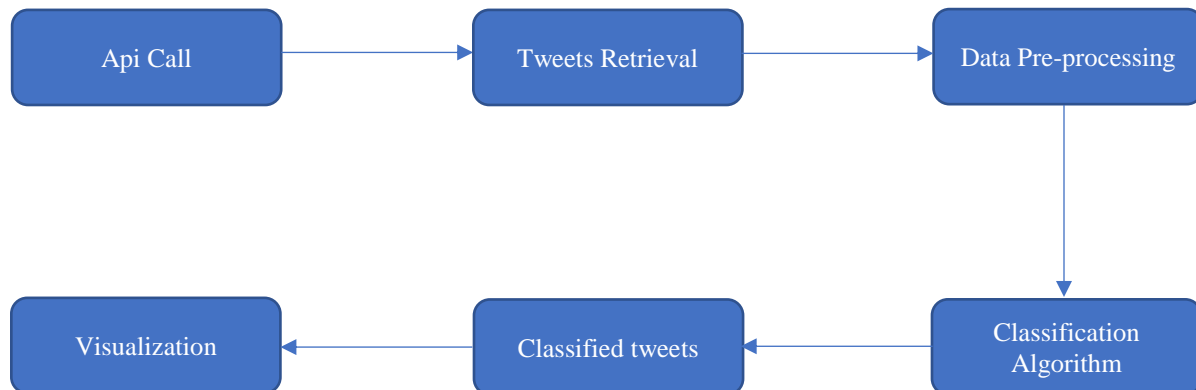 Api Call
Tweets Retrieval
Data Pre-processing
Classification
Algorithm
Classified tweets
Visualization